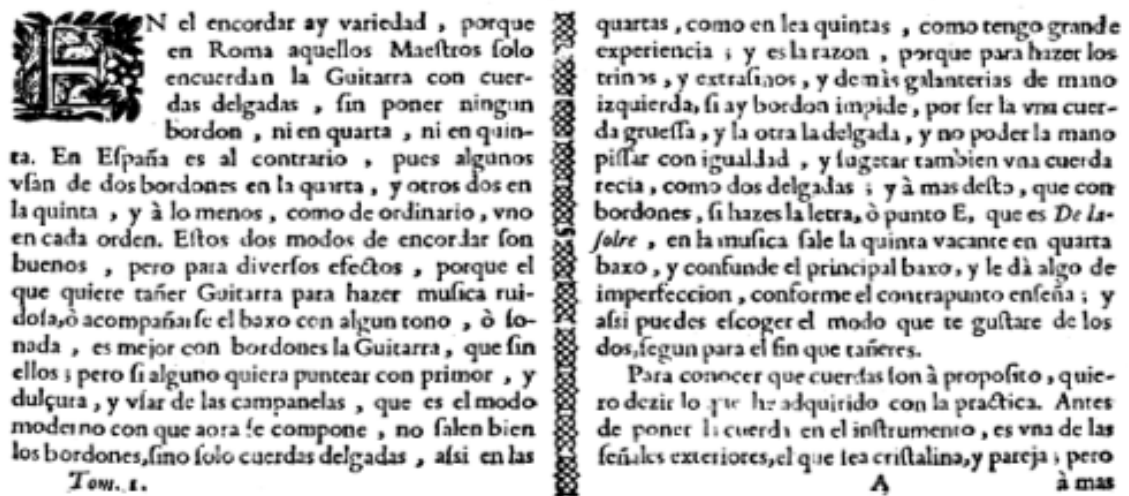 EN el encordar ay variedad , porque
en Roma aquellos Maeſtros ſolo
encuerdan la Guitarra con cuer-
das delgadas , ſin poner ningun
bordon , ni en quarta , ni en quin-
ta. En Eſpaña es al contrario , pues algunos
vſan de dos bordones en la quarta , y otros dos en
la quinta , y à lo menos , como de ordinario , vno
en cada orden. Eſtos dos modos de encordar ſon
buenos , pero para diverſos efectos , porque el
que quiere tañer Guitarra para hazer muſica rui-
doſa,ò acompañarſe el baxo con algun tono , ò ſo-
nada , es mejor con bordones la Guitarra , que ſin
ellos ; pero ſi alguno quiera puntear con primor , y
dulçura , y vſar de las campanelas , que es el modo
moderno con que aora ſe compone , no ſalen bien
los bordones,ſino ſolo cuerdas delgadas , aſsi en las
Tom. 1.
quartas , como en lea quintas , como tengo grande
experiencia ; y es la razon , porque para hazer los
trinos , y extraſinos , y demàs galanterias de mano
izquierda, ſi ay bordon impide , por ſer la vna cuer-
da grueſſa , y la otra la delgada , y no poder la mano
piſſar con igualdad , y ſugetar tambien vna cuerda
recia , como dos delgadas ; y à mas deſto , que con
bordones , ſi hazes la letra, ò punto E, que es De la-
ſolre , en la muſica ſale la quinta vacante en quarta
baxo , y confunde el principal baxo, y le dà algo de
imperfeccion , conforme el contrapunto enſeña ; y
aſsi puedes eſcoger el modo que te guſtare de los
dos,ſegun para el fin que tañeres.
Para conocer que cuerdas ſon à propoſito , quie-
ro dezir lo que he adquirido con la practica. Antes
de poner la cuerda en el inſtrumento , es vna de las
ſeñales exteriores,el que ſea criſtalina,y pareja ; pero
A à mas